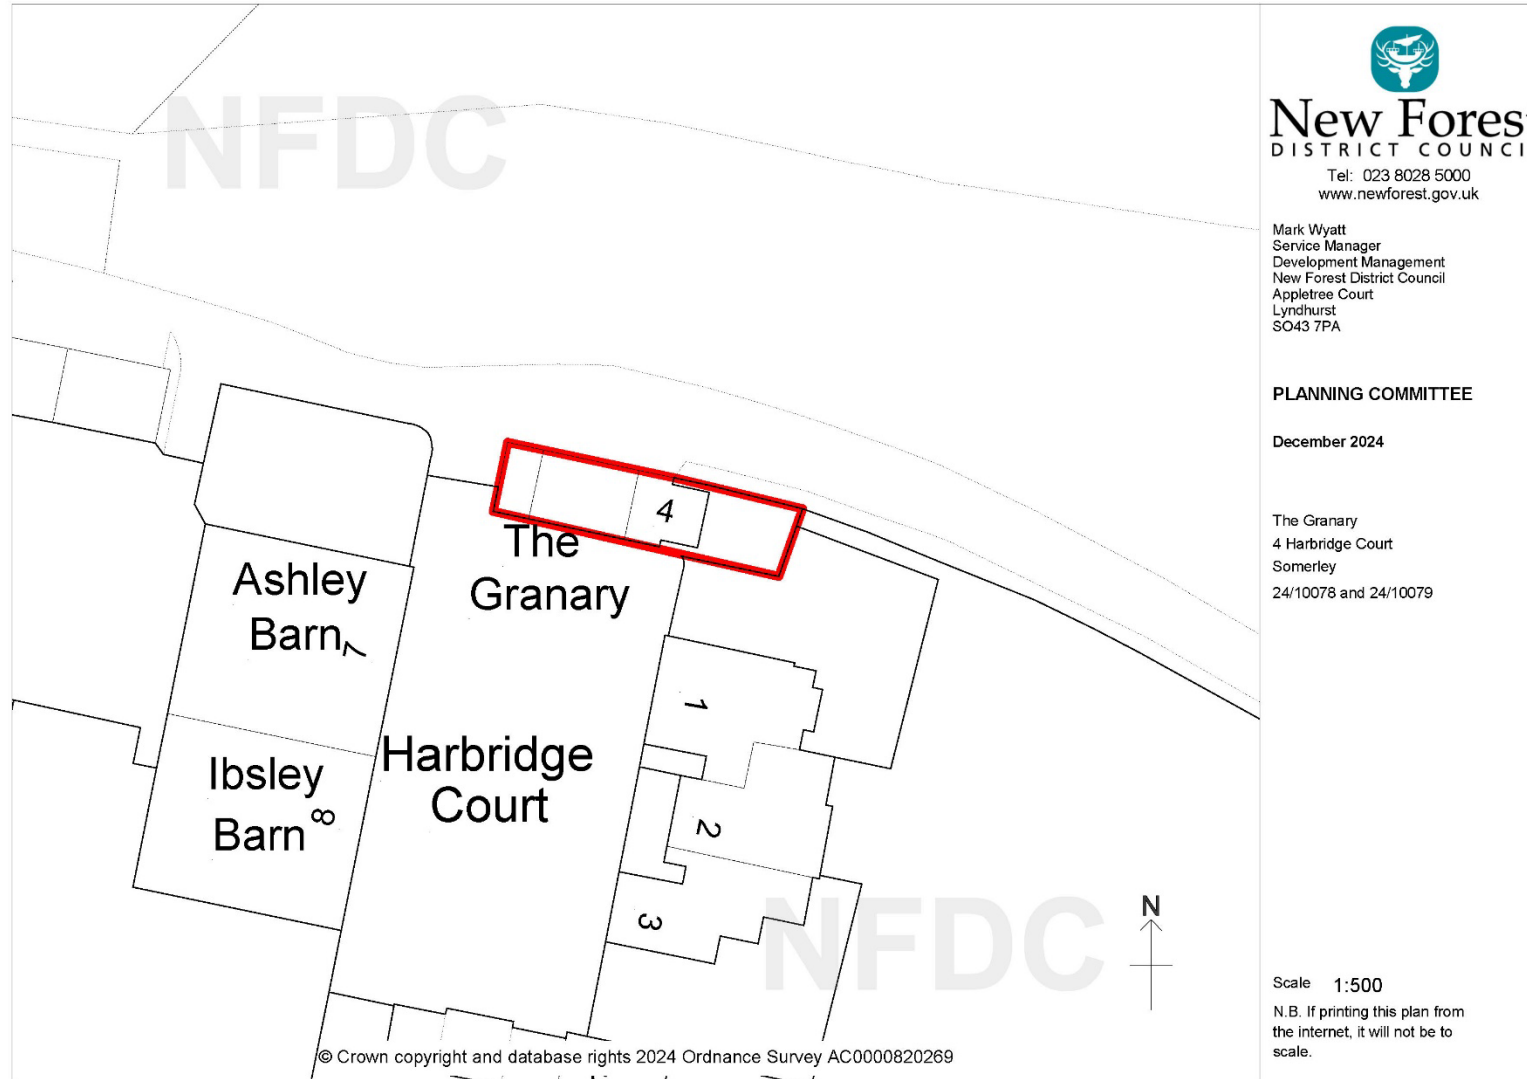 NFDC
The
Granary
4
Ashley
Barn
7
Harbridge
Court
Ibsley
Barn
8
1
2
3
NFDC
N
© Crown copyright and database rights 2024 Ordnance Survey AC0000820269
New Fores
DISTRICT COUNCI
Tel: 023 8028 5000
www.newforest.gov.uk
Mark Wyatt
Service Manager
Development Management
New Forest District Council
Appletree Court
Lyndhurst
SO43 7PA
PLANNING COMMITTEE
December 2024
The Granary
4 Harbridge Court
Somerley
24/10078 and 24/10079
Scale 1:500
N.B. If printing this plan from
the internet, it will not be to
scale.